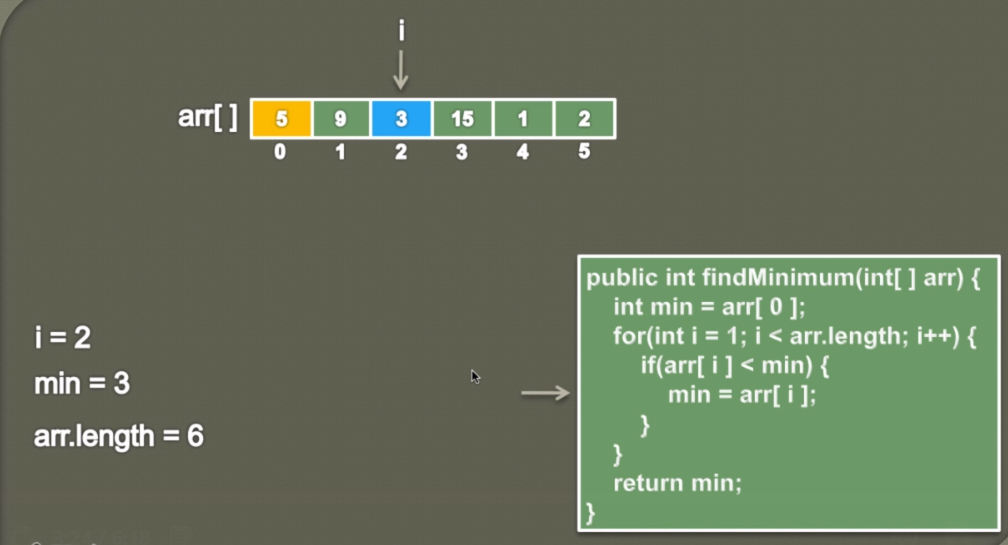 i
arr[ ] 5 9 3 15 1 2
0 1 2 3 4 5
i = 2
min = 3
arr.length = 6
public int findMinimum(int[ ] arr) {
int min = arr[ 0 ];
for(int i = 1; i < arr.length; i++) {
if(arr[ i ] < min) {
min = arr[ i ];
}
}
return min;
}